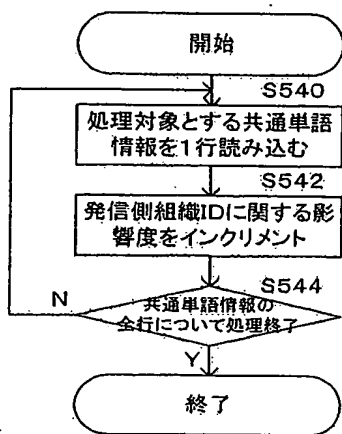 開始
S540
処理対象とする共通単語
情報を1行読み込む
S542
発信側組織IDに関する影
響度をインクリメント
S544
N
共通単語情報の
全行について処理終了
Y
終了